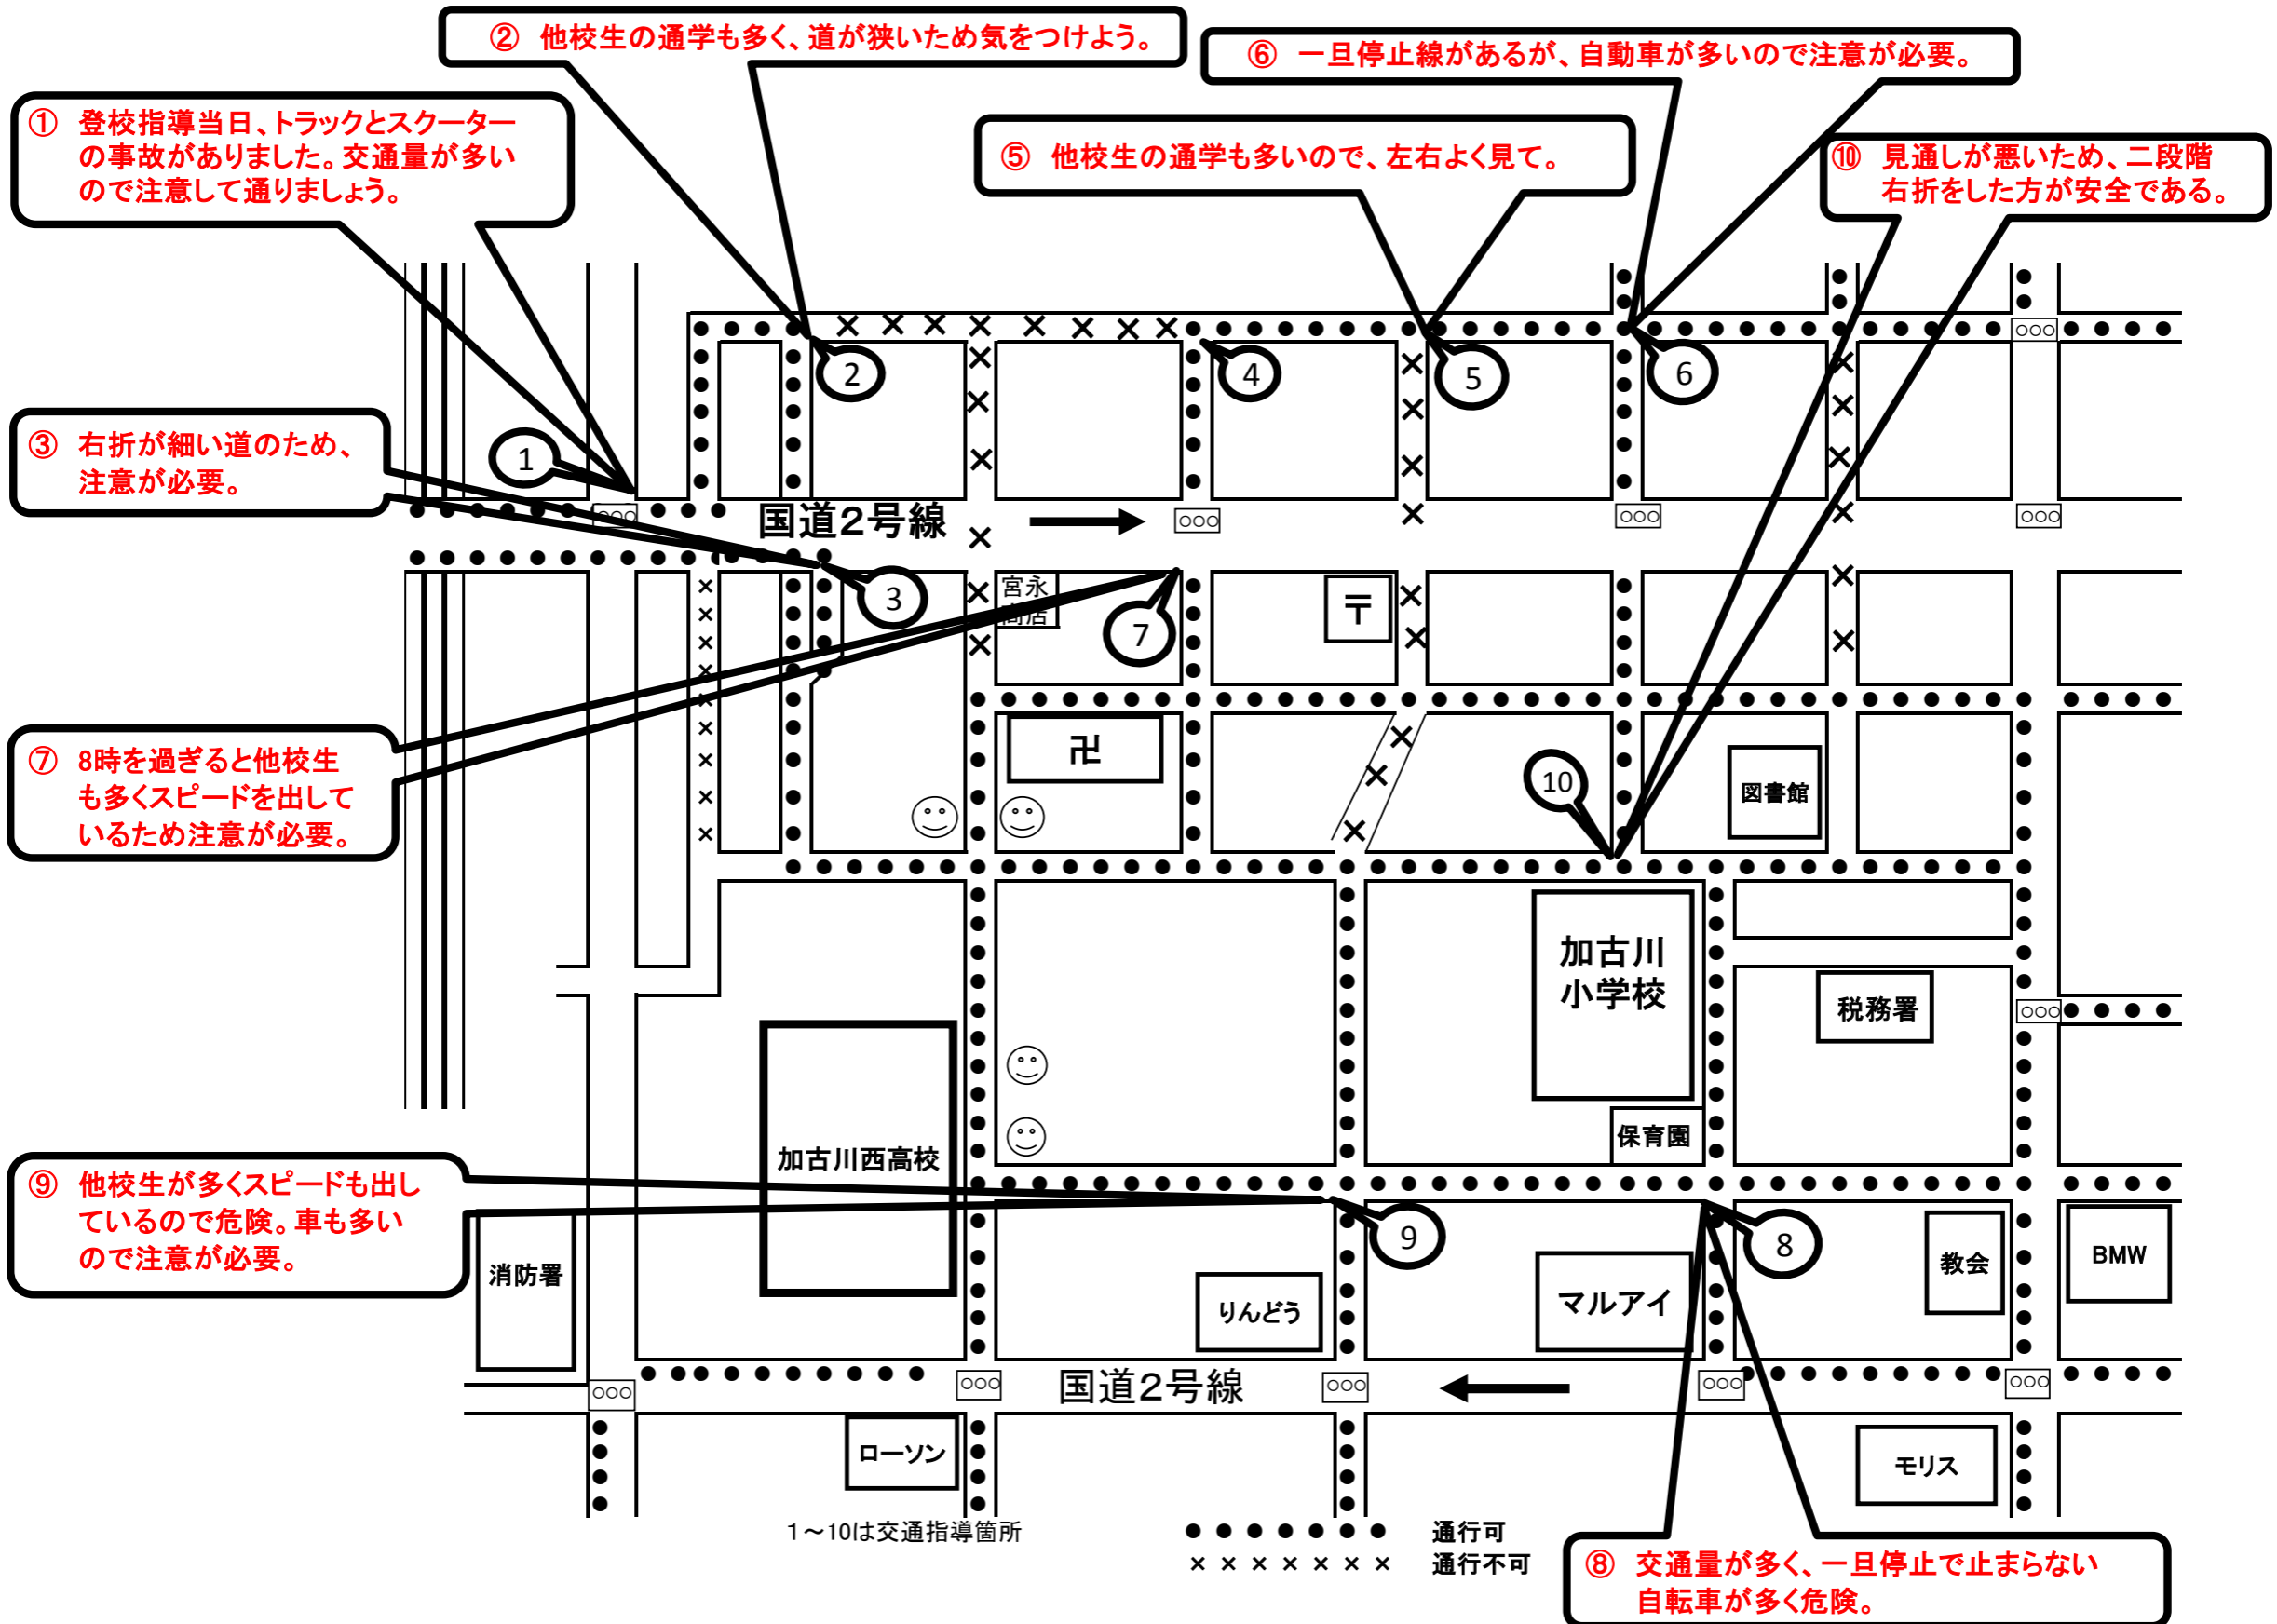 ② 他校生の通学も多く、道が狭いため気をつけよう。
⑥ 一旦停止線があるが、自動車が多いので注意が必要。
① 登校指導当日、トラックとスクーター
の事故がありました。交通量が多い
ので注意して通りましょう。
⑤ 他校生の通学も多いので、左右よく見て。
⑩ 見通しが悪いため、二段階
右折をした方が安全である。
2
4
5
6
③ 右折が細い道のため、
注意が必要。
1
国道2号線
3
宮永
商店
7
〒
⑦ 8時を過ぎると他校生
も多くスピードを出して
いるため注意が必要。
卍
10
図書館
加古川
小学校
税務署
保育園
加古川西高校
⑨ 他校生が多くスピードも出し
ているので危険。車も多い
ので注意が必要。
消防署
9
8
りんどう
マルアイ
教会
BMW
国道2号線
ローソン
モリス
1~10は交通指導箇所
通行可
通行不可
⑧ 交通量が多く、一旦停止で止まらない
自転車が多く危険。